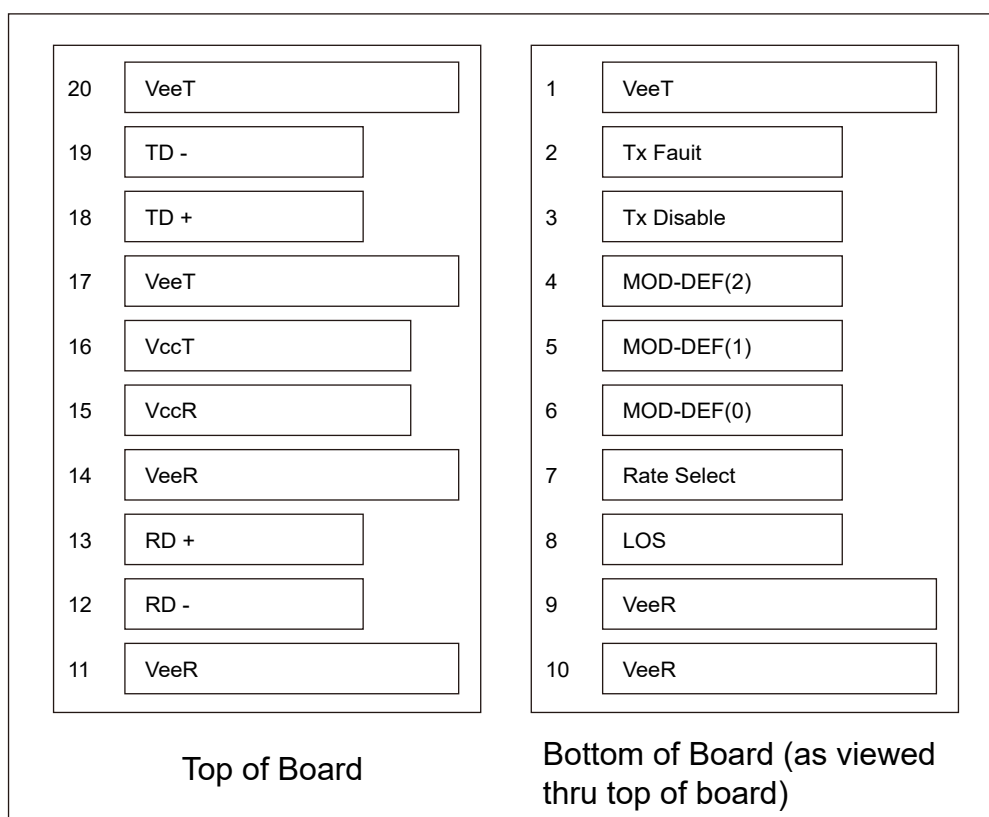 20 VeeT
19 TD -
18 TD +
17 VeeT
16 VccT
15 VccR
14 VeeR
13 RD +
12 RD -
11 VeeR
Top of Board
1 VeeT
2 Tx Fauit
3 Tx Disable
4 MOD-DEF(2)
5 MOD-DEF(1)
6 MOD-DEF(0)
7 Rate Select
8 LOS
9 VeeR
10 VeeR
Bottom of Board (as viewed
thru top of board)